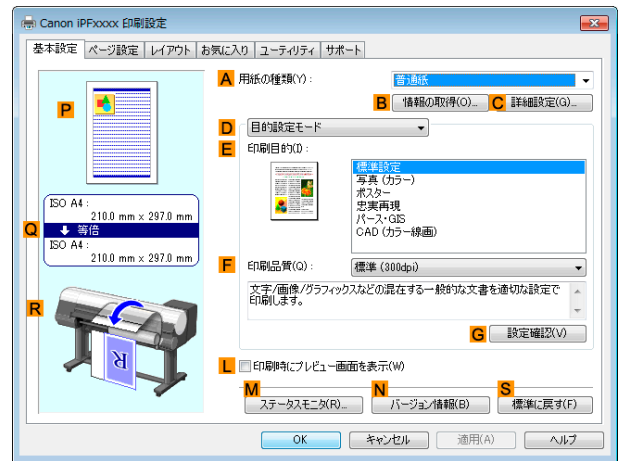 Canon iPFxxxx 印刷設定
基本設定 ページ設定 レイアウト お気に入り ユーティリティ サポート
A 用紙の種類(Y)： 普通紙
B 情報の取得(O)... C 詳細設定(G)...
P
D 目的設定モード
E 印刷目的(I)：
標準設定
写真 (カラー)
ポスター
忠実再現
パース・GIS
CAD (カラー線画)
ISO A4 :
210.0 mm x 297.0 mm
Q 等倍
ISO A4 :
210.0 mm x 297.0 mm
F 印刷品質(Q)： 標準 (300dpi)
文字/画像/グラフィックスなどの混在する一般的な文書を適切な設定で
印刷します。
R
R
G 設定確認(V)
L 印刷時にプレビュー画面を表示(W)
M ステータスモニタ(R)... N バージョン情報(B) S 標準に戻す(F)
OK キャンセル 適用(A) ヘルプ